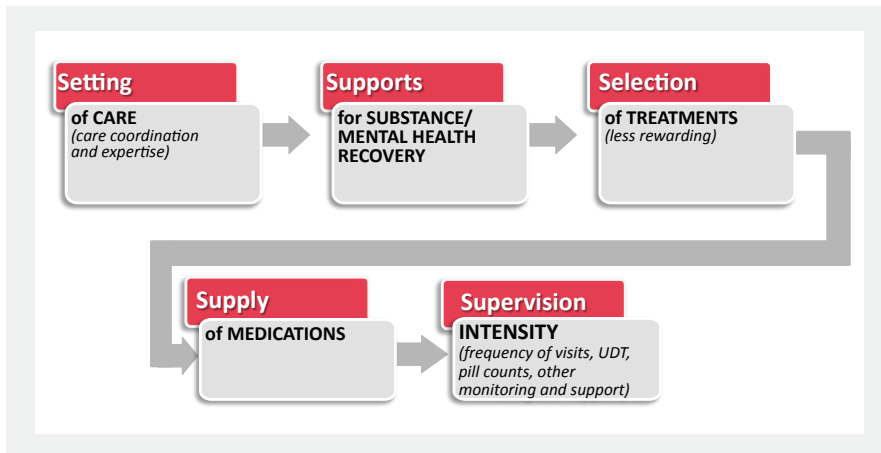 Setting
of CARE
(care coordination
and expertise)
Supports
for SUBSTANCE/
MENTAL HEALTH
RECOVERY
Selection
of TREATMENTS
(less rewarding)
Supply
of MEDICATIONS
Supervision
INTENSITY
(frequency of visits, UDT,
pill counts, other
monitoring and support)